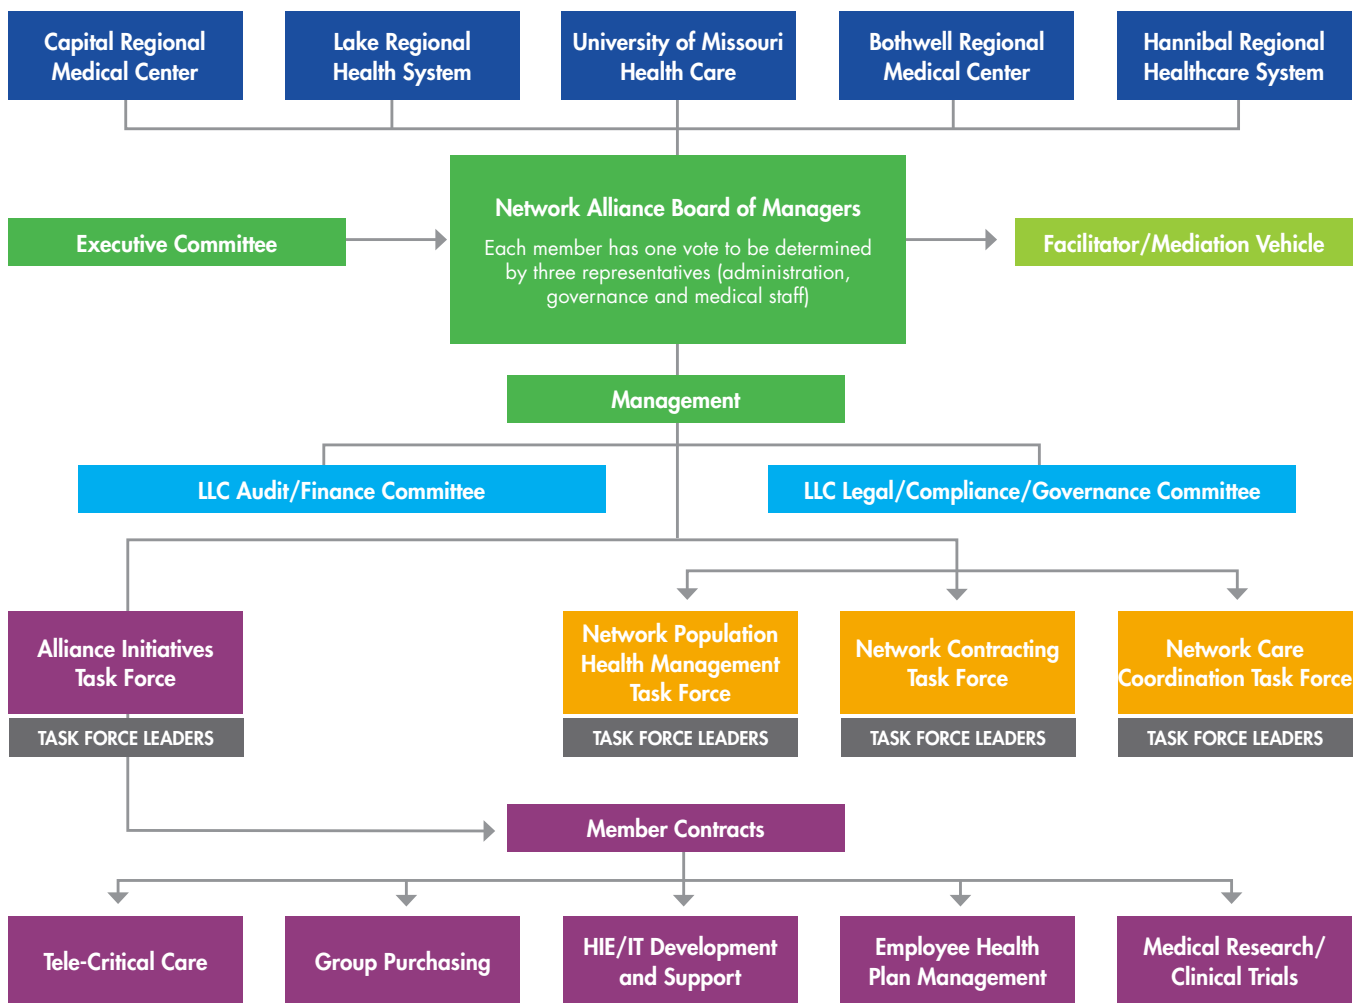 Capital Regional
Medical Center
Lake Regional
Health System
University of Missouri
Health Care
Bothwell Regional
Medical Center
Hannibal Regional
Healthcare System
Network Alliance Board of Managers
Each member has one vote to be determined
by three representatives (administration,
governance and medical staff)
Executive Committee
Facilitator/Mediation Vehicle
Management
LLC Audit/Finance Committee
LLC Legal/Compliance/Governance Committee
Alliance Initiatives
Task Force
TASK FORCE LEADERS
Network Population
Health Management
Task Force
TASK FORCE LEADERS
Network Contracting
Task Force
TASK FORCE LEADERS
Network Care
Coordination Task Force
TASK FORCE LEADERS
Member Contracts
Tele-Critical Care
Group Purchasing
HIE/IT Development
and Support
Employee Health
Plan Management
Medical Research/
Clinical Trials